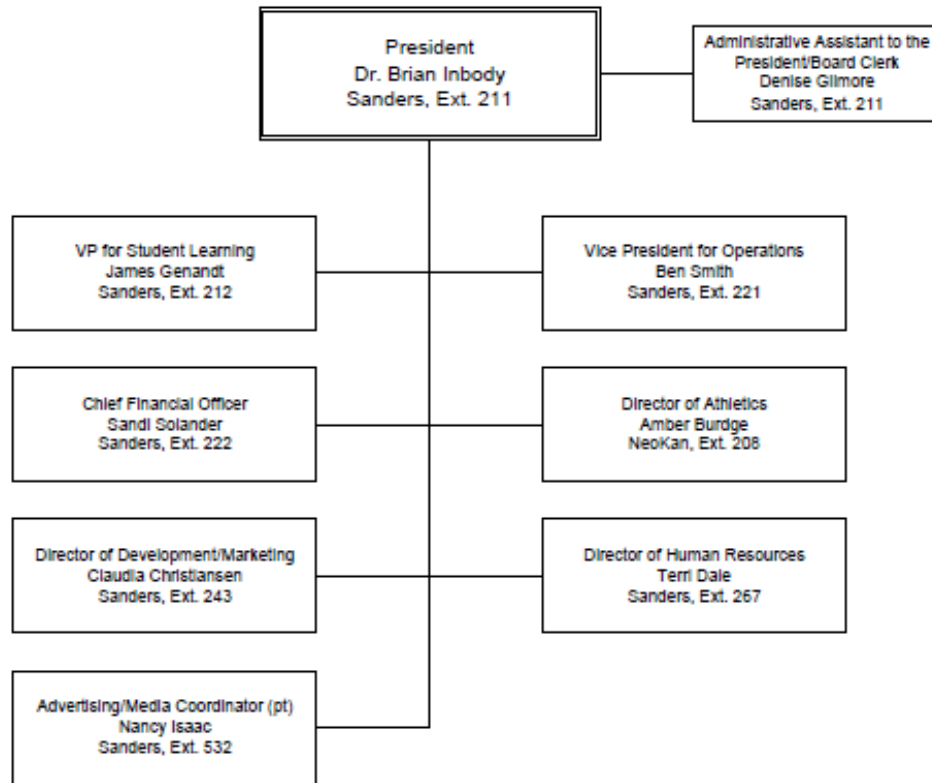 President
Dr. Brian Inbody
Sanders, Ext. 211
Administrative Assistant to the
President/Board Clerk
Denise Gilmore
Sanders, Ext. 211
VP for Student Learning
James Genandt
Sanders, Ext. 212
Vice President for Operations
Ben Smith
Sanders, Ext. 221
Chief Financial Officer
Sandi Solander
Sanders, Ext. 222
Director of Athletics
Amber Burdge
NeoKan, Ext. 208
Director of Development/Marketing
Claudia Christiansen
Sanders, Ext. 243
Director of Human Resources
Terri Dale
Sanders, Ext. 267
Advertising/Media Coordinator (pt)
Nancy Isaac
Sanders, Ext. 532